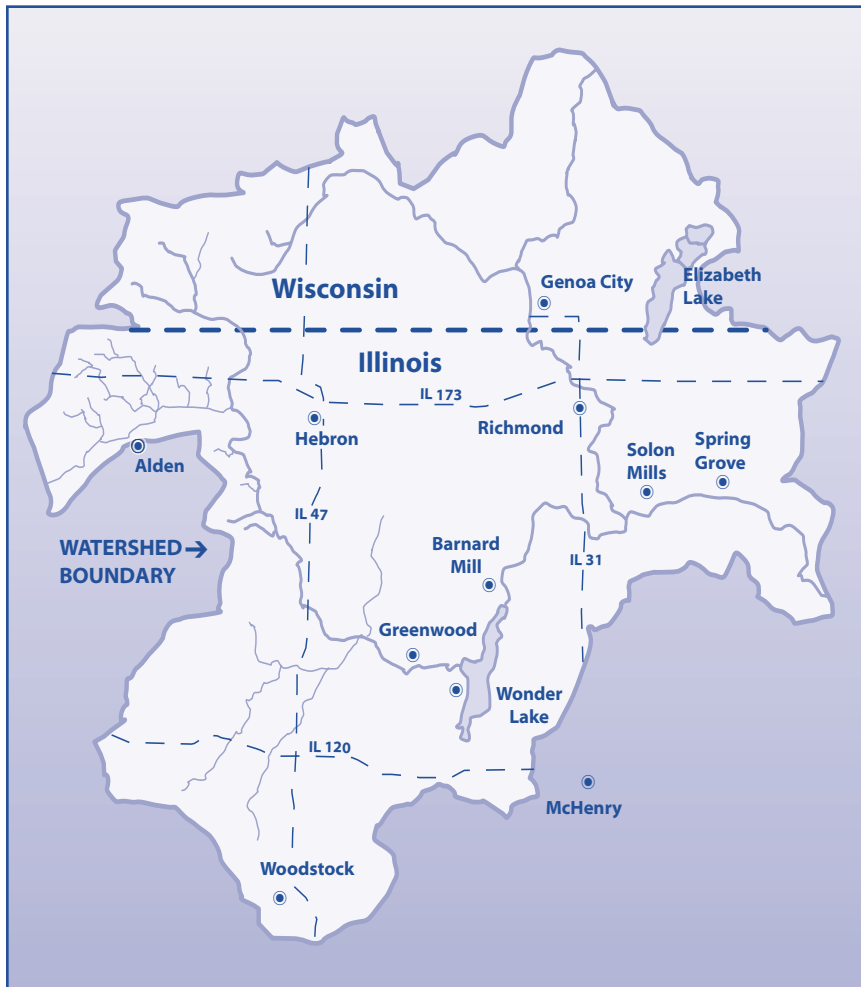 Wisconsin
Genoa City
Elizabeth
Lake
Illinois
IL 173
Hebron
Richmond
Alden
Solon
Mills
Spring
Grove
IL 47
WATERSHED →
BOUNDARY
Barnard
Mill
IL 31
Greenwood
Wonder
Lake
IL 120
McHenry
Woodstock